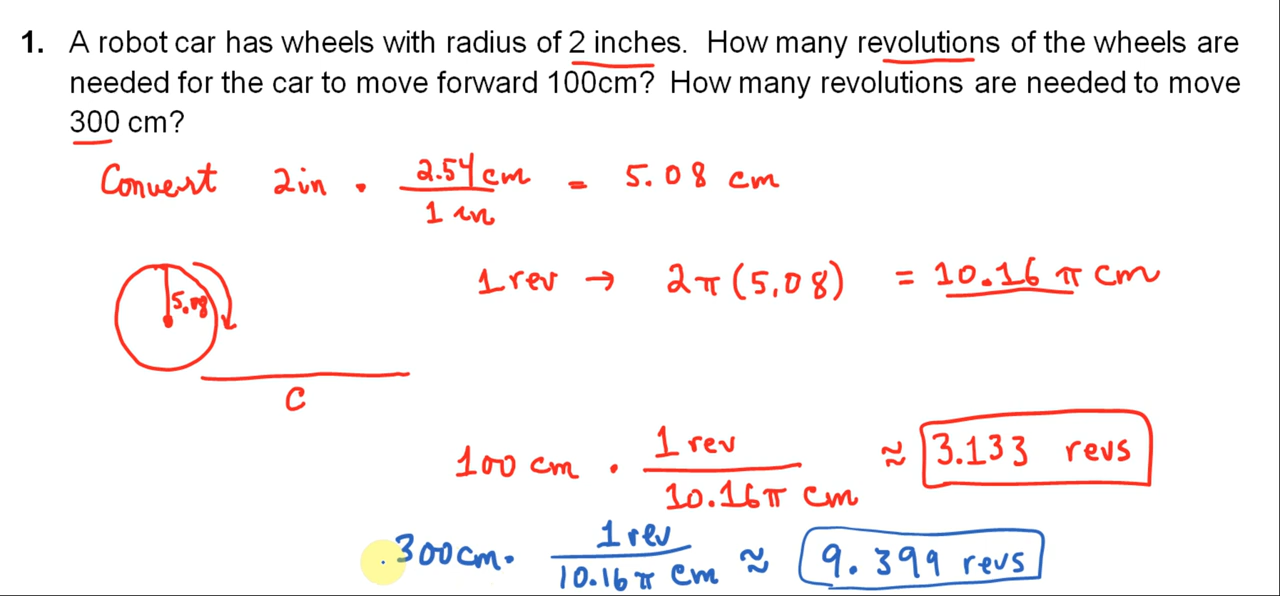 1. A robot car has wheels with radius of 2 inches. How many revolutions of the wheels are
needed for the car to move forward 100cm? How many revolutions are needed to move
300 cm?
Convert 2in · 2.54cm / 1 in = 5.08 cm
1 rev → 2π(5.08) = 10.16 π cm
5.08
C
100 cm · 1 rev / 10.16π cm ≈ 3.133 revs
300cm · 1 rev / 10.16π cm ≈ 9.399 revs